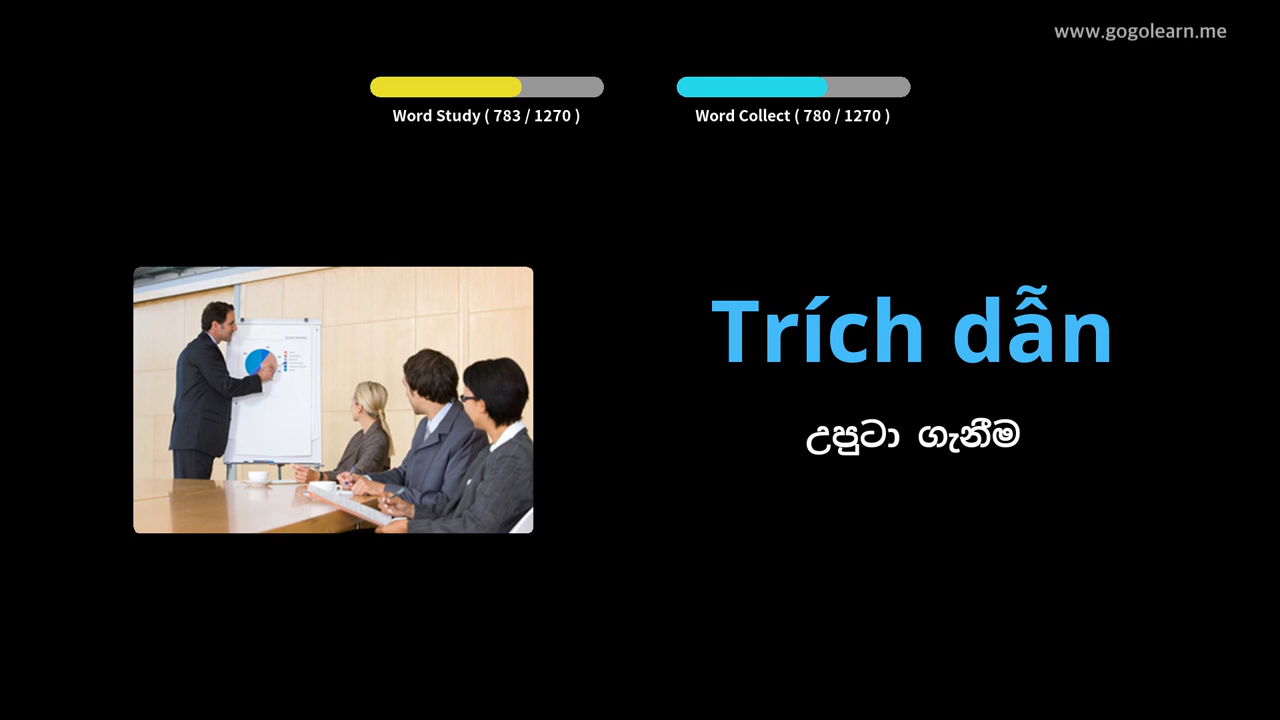 www.gogolearn.me
Word Study ( 783 / 1270 )
Word Collect ( 780 / 1270 )
Trích dẫn
උපුටා ගැනීම